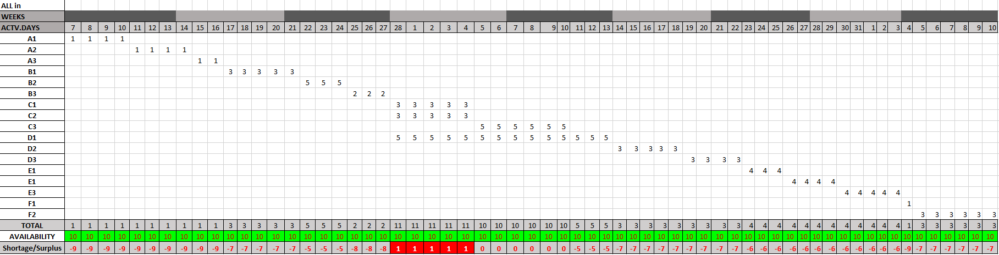 ALL in
WEEKS
ACTV.DAYS 7 8 9 10 11 12 13 14 15 16 17 18 19 20 21 22 23 24 25 26 27 28 1 2 3 4 5 6 7 8 9 10 11 12 13 14 15 16 17 18 19 20 21 22 23 24 25 26 27 28 29 30 31 1 2 3 4 5 6 7 8 9 10
A1 1 1 1 1
A2 1 1 1 1
A3 1 1
B1 3 3 3 3 3
B2 5 5 5
B3 2 2 2
C1 3 3 3 3 3
C2 3 3 3 3 3
C3 5 5 5 5 5 5
D1 5 5 5 5 5 5 5 5 5 5 5 5 5 5
D2 3 3 3 3 3
D3 3 3 3 3
E1 4 4 4
E1 4 4 4 4
E3 4 4 4 4 4
F1 1
F2 3 3 3 3 3 3
TOTAL 1 1 1 1 1 1 1 1 1 1 3 3 3 3 3 5 5 5 2 2 2 11 11 11 11 11 10 10 10 10 10 10 5 5 5 3 3 3 3 3 3 3 3 3 4 4 4 4 4 4 4 4 4 4 4 4 1 3 3 3 3 3 3
AVAILABILITY 10 10 10 10 10 10 10 10 10 10 10 10 10 10 10 10 10 10 10 10 10 10 10 10 10 10 10 10 10 10 10 10 10 10 10 10 10 10 10 10 10 10 10 10 10 10 10 10 10 10 10 10 10 10 10 10 10 10 10 10 10 10 10
Shortage/Surplus -9 -9 -9 -9 -9 -9 -9 -9 -9 -9 -7 -7 -7 -7 -7 -5 -5 -5 -8 -8 -8 1 1 1 1 1 0 0 0 0 0 0 -5 -5 -5 -7 -7 -7 -7 -7 -7 -7 -7 -7 -6 -6 -6 -6 -6 -6 -6 -6 -6 -6 -6 -6 -9 -7 -7 -7 -7 -7 -7